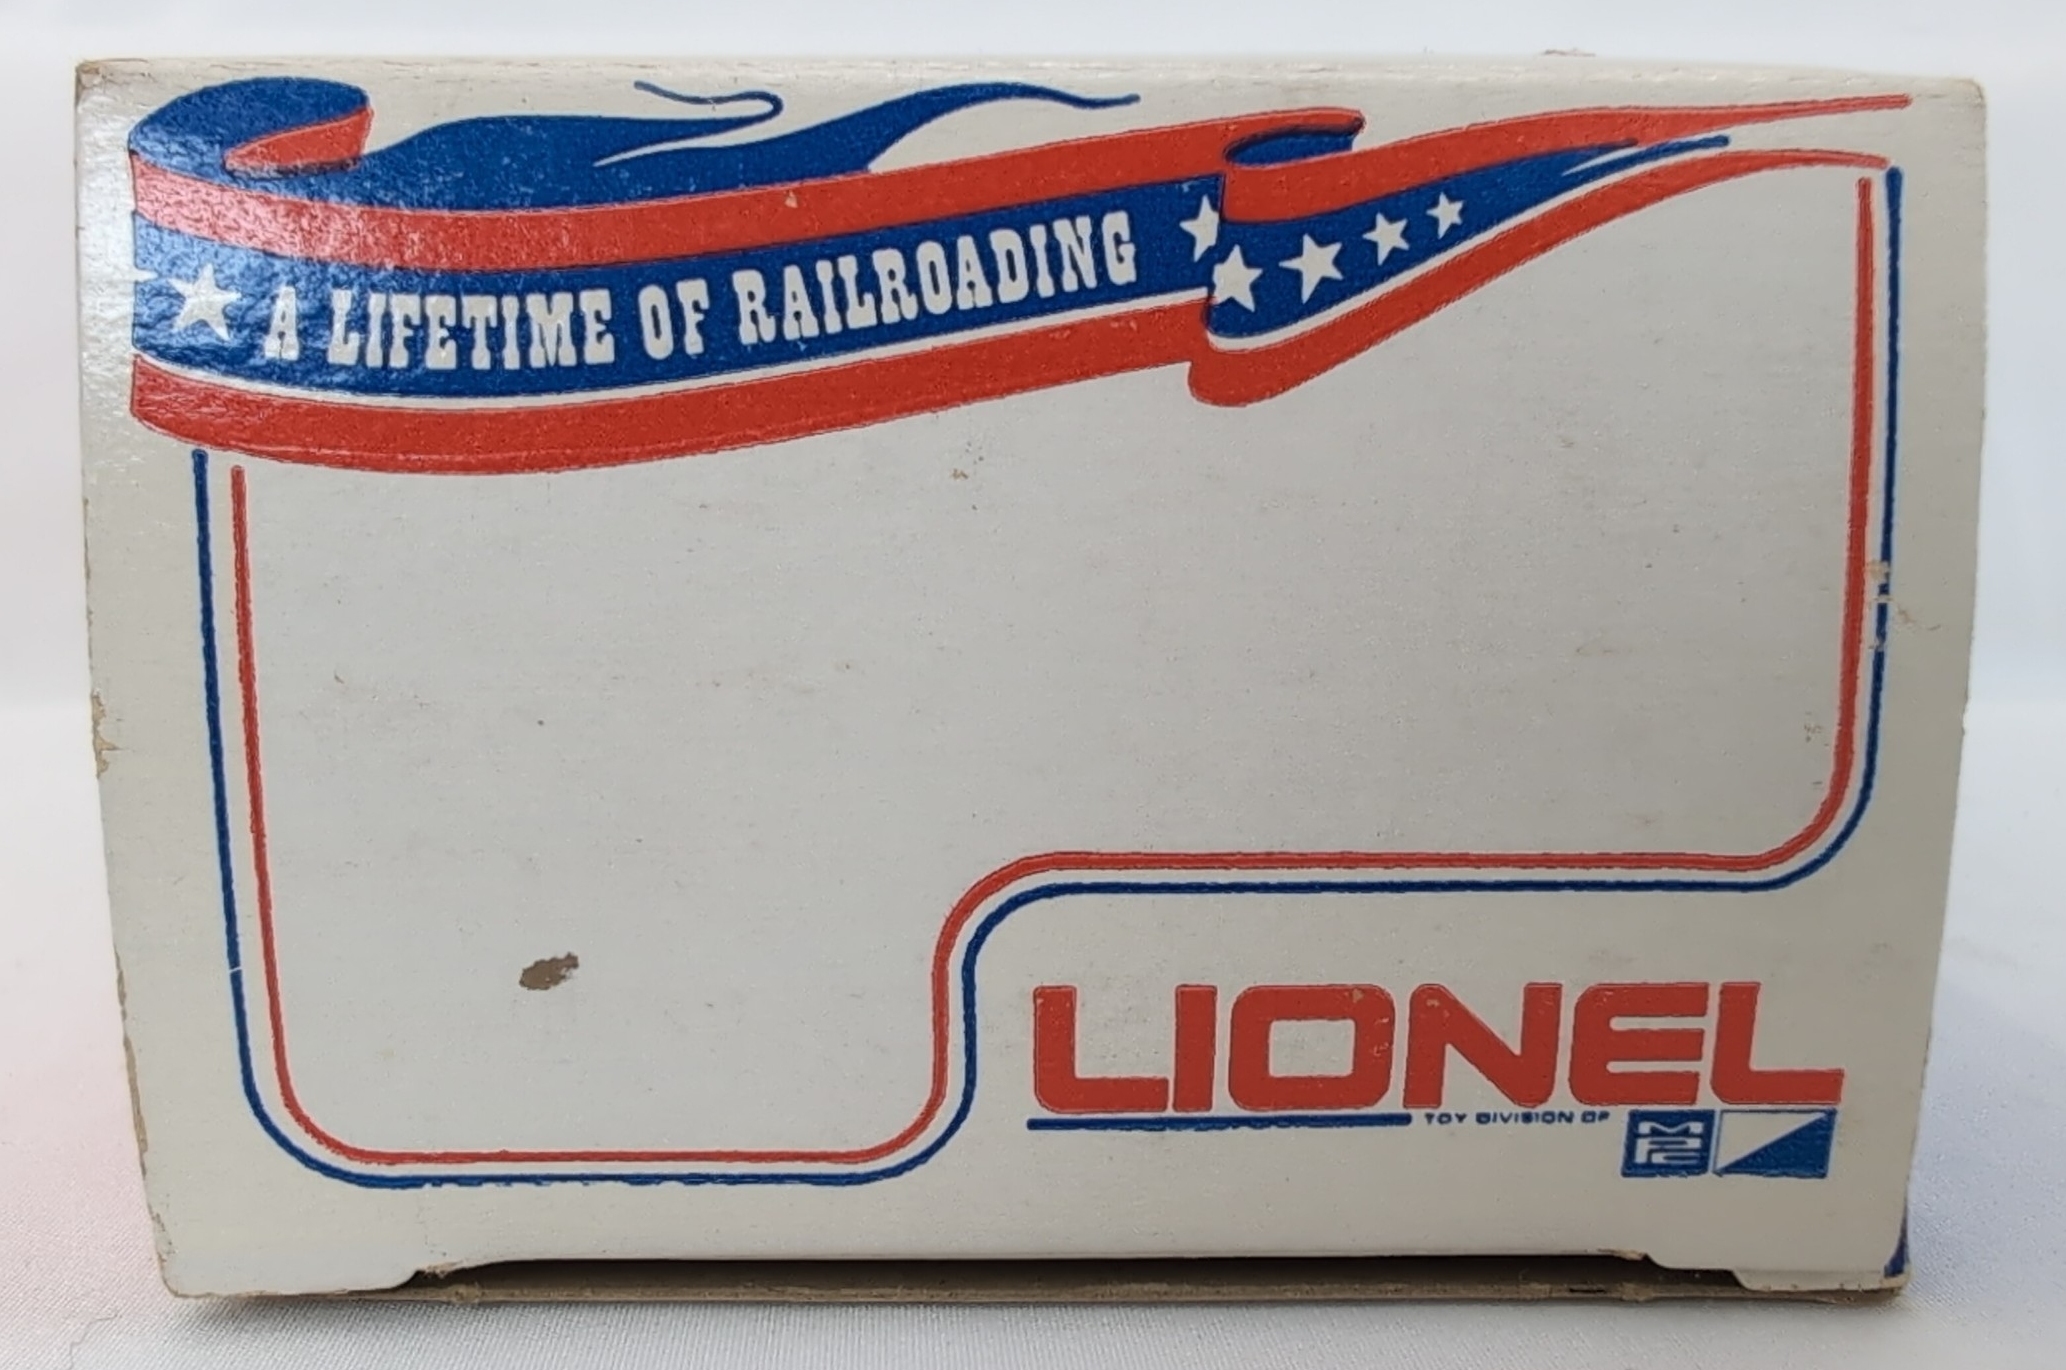 A LIFETIME OF RAILROADING
LIONEL
TOY DIVISION OF
MPC